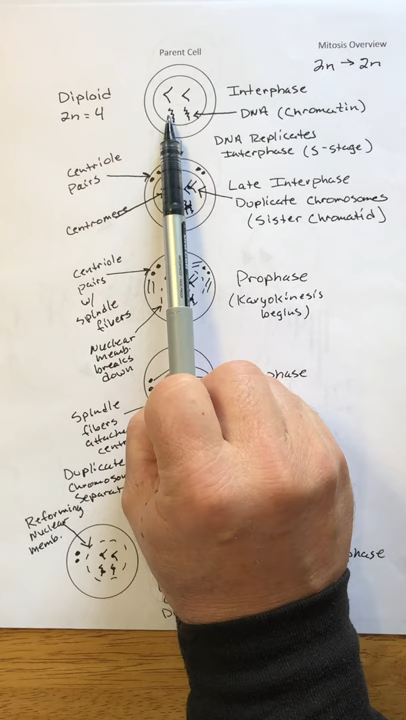 Parent Cell
Mitosis Overview
2n → 2n
Diploid
2n = 4
Interphase
DNA (Chromatin)
DNA Replicates
Interphase (S-stage)
Centriole
pairs
Centromere
Late Interphase
Duplicate Chromosomes
(Sister Chromatid)
Centriole
pairs
w/
spindle
fivers
Prophase
(Karyokinesis
begins)
Nuclear
memb.
breaks
down
Spindle
fibers
Duplicate
Reforming
Nuclear
memb.